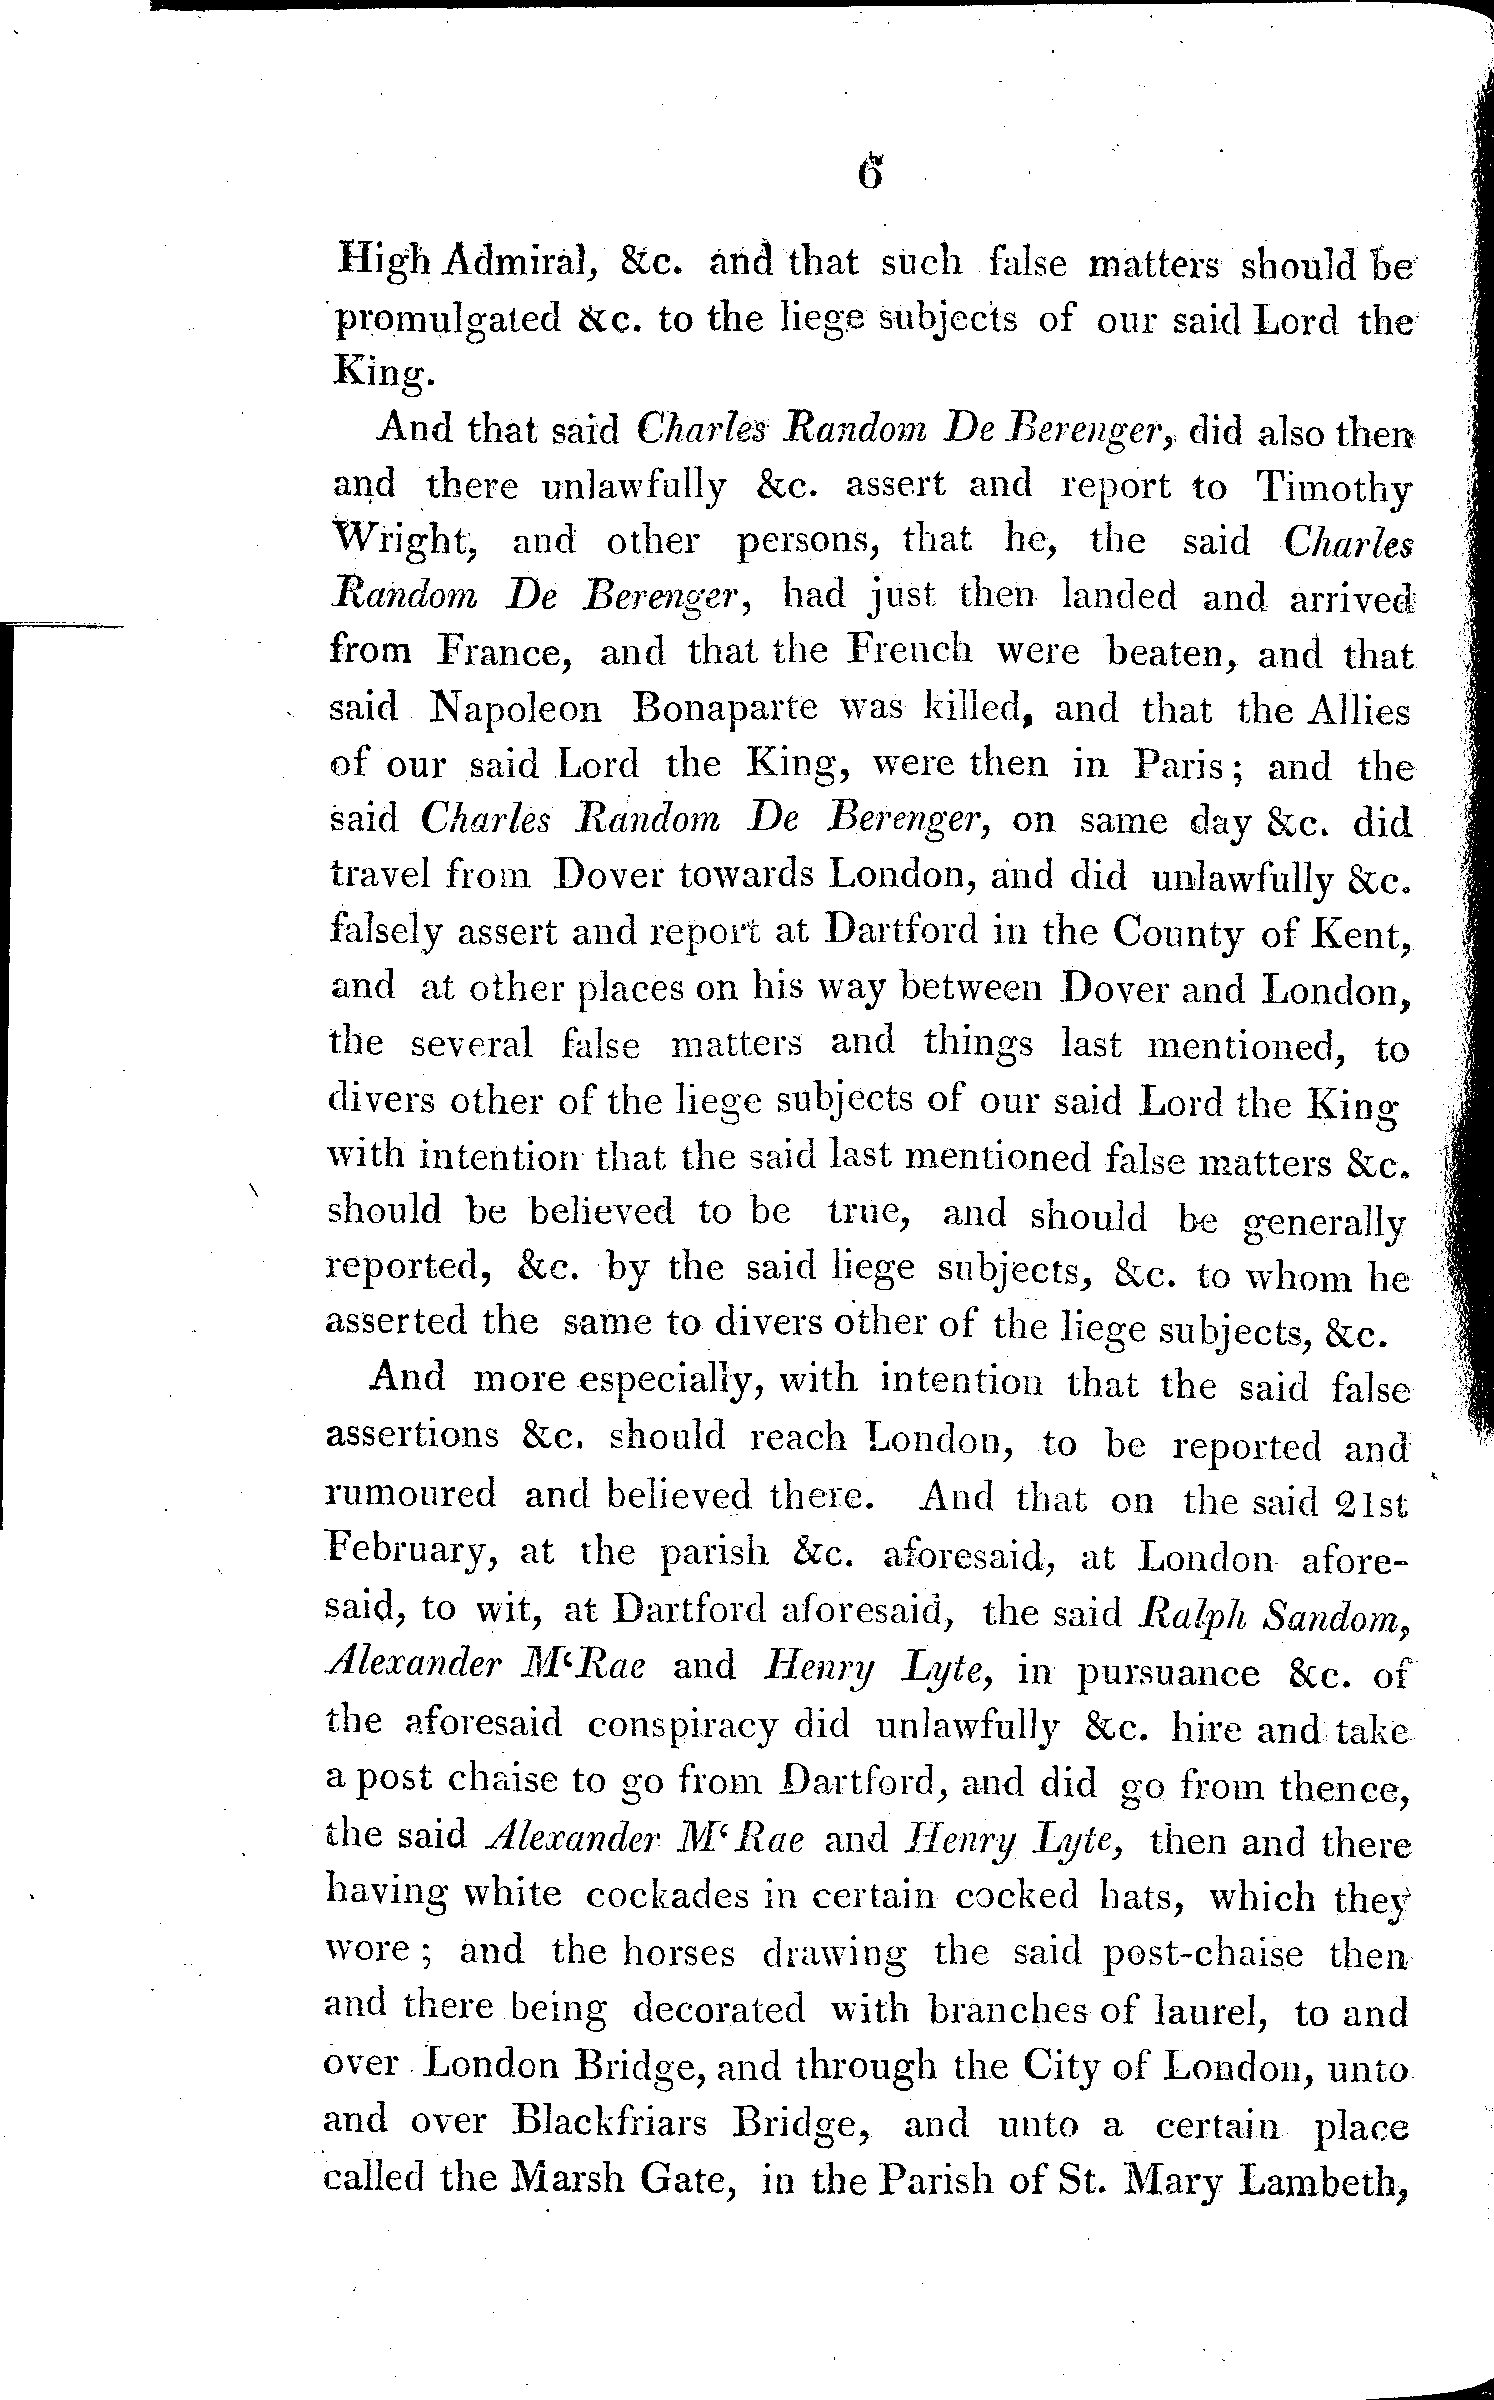 6
High Admiral, &c. and that such false matters should be
promulgated &c. to the liege subjects of our said Lord the
King.
And that said Charles Random De Berenger, did also then
and there unlawfully &c. assert and report to Timothy
Wright, and other persons, that he, the said Charles
Random De Berenger, had just then landed and arrived
from France, and that the French were beaten, and that
said Napoleon Bonaparte was killed, and that the Allies
of our said Lord the King, were then in Paris; and the
said Charles Random De Berenger, on same day &c. did
travel from Dover towards London, and did unlawfully &c.
falsely assert and report at Dartford in the County of Kent,
and at other places on his way between Dover and London,
the several false matters and things last mentioned, to
divers other of the liege subjects of our said Lord the King
with intention that the said last mentioned false matters &c.
should be believed to be true, and should be generally
reported, &c. by the said liege subjects, &c. to whom he
asserted the same to divers other of the liege subjects, &c.
And more especially, with intention that the said false
assertions &c. should reach London, to be reported and
rumoured and believed there. And that on the said 21st
February, at the parish &c. aforesaid, at London afore-
said, to wit, at Dartford aforesaid, the said Ralph Sandom,
Alexander M‘Rae and Henry Lyte, in pursuance &c. of
the aforesaid conspiracy did unlawfully &c. hire and take
a post chaise to go from Dartford, and did go from thence,
the said Alexander M‘Rae and Henry Lyte, then and there
having white cockades in certain cocked hats, which they
wore; and the horses drawing the said post-chaise then
and there being decorated with branches of laurel, to and
over London Bridge, and through the City of London, unto
and over Blackfriars Bridge, and unto a certain place
called the Marsh Gate, in the Parish of St. Mary Lambeth,